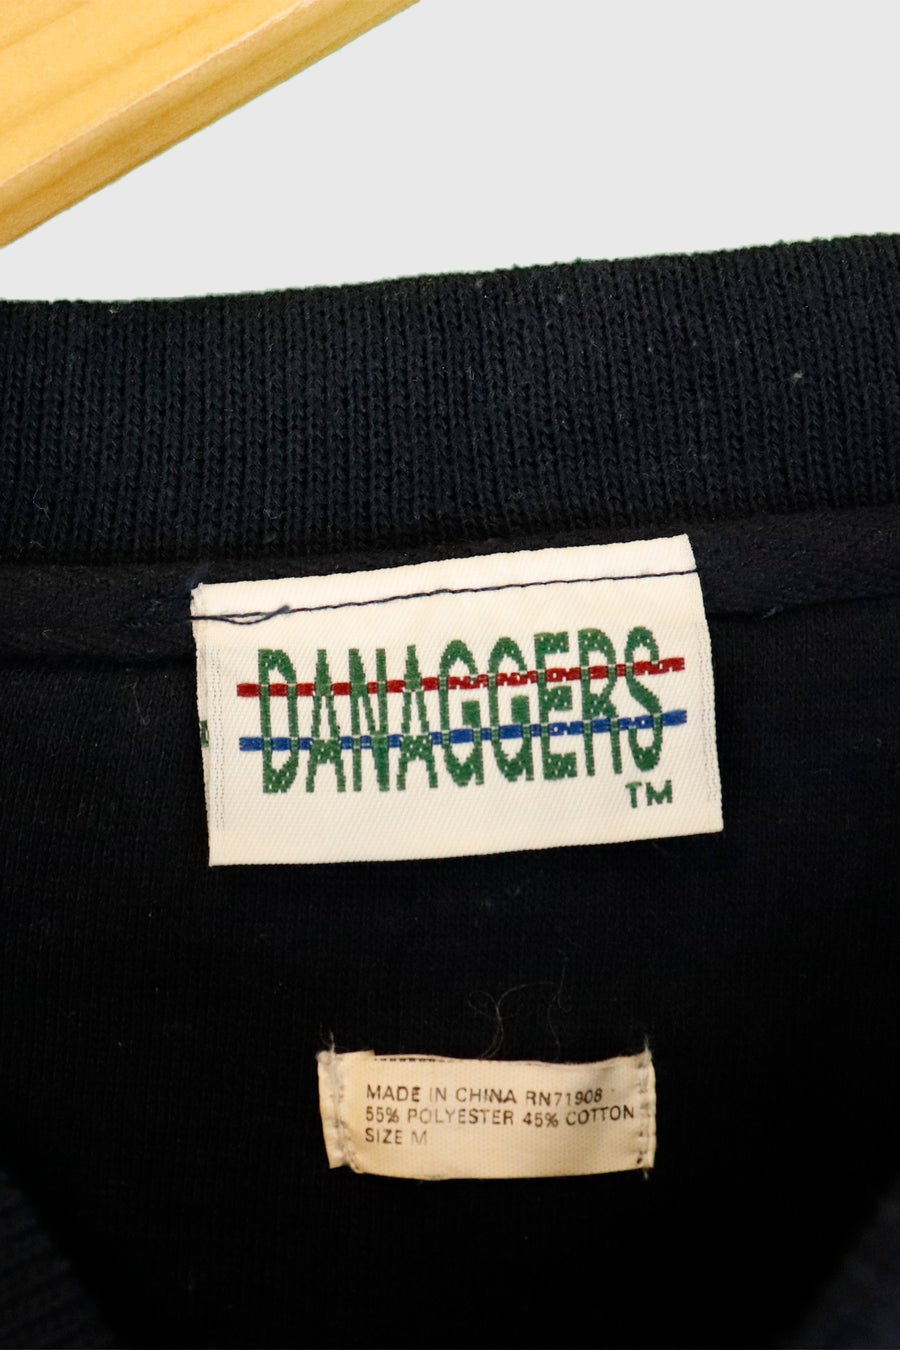 DANAGGERS
TM
MADE IN CHINA RN71908
55% POLYESTER 45% COTTON
SIZE M